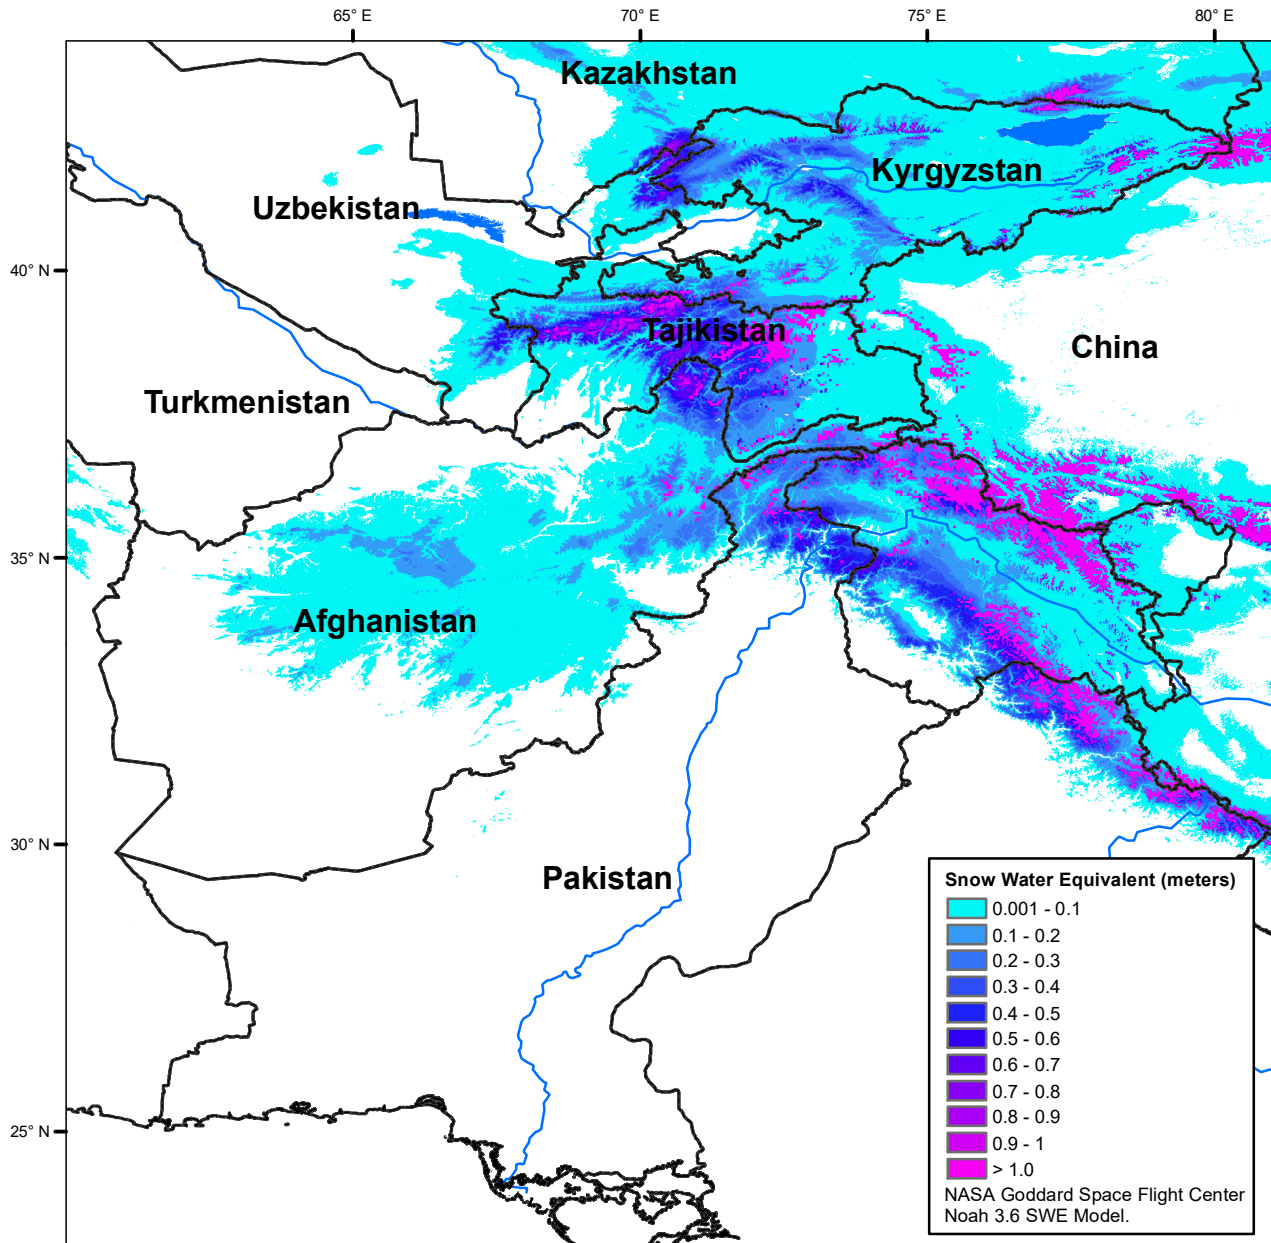 65° E
70° E
75° E
80° E
Kazakhstan
Kyrgyzstan
Uzbekistan
40° N
Tajikistan
China
Turkmenistan
35° N
Afghanistan
30° N
Pakistan
25° N
Snow Water Equivalent (meters)
0.001 - 0.1
0.1 - 0.2
0.2 - 0.3
0.3 - 0.4
0.4 - 0.5
0.5 - 0.6
0.6 - 0.7
0.7 - 0.8
0.8 - 0.9
0.9 - 1
> 1.0
NASA Goddard Space Flight Center
Noah 3.6 SWE Model.